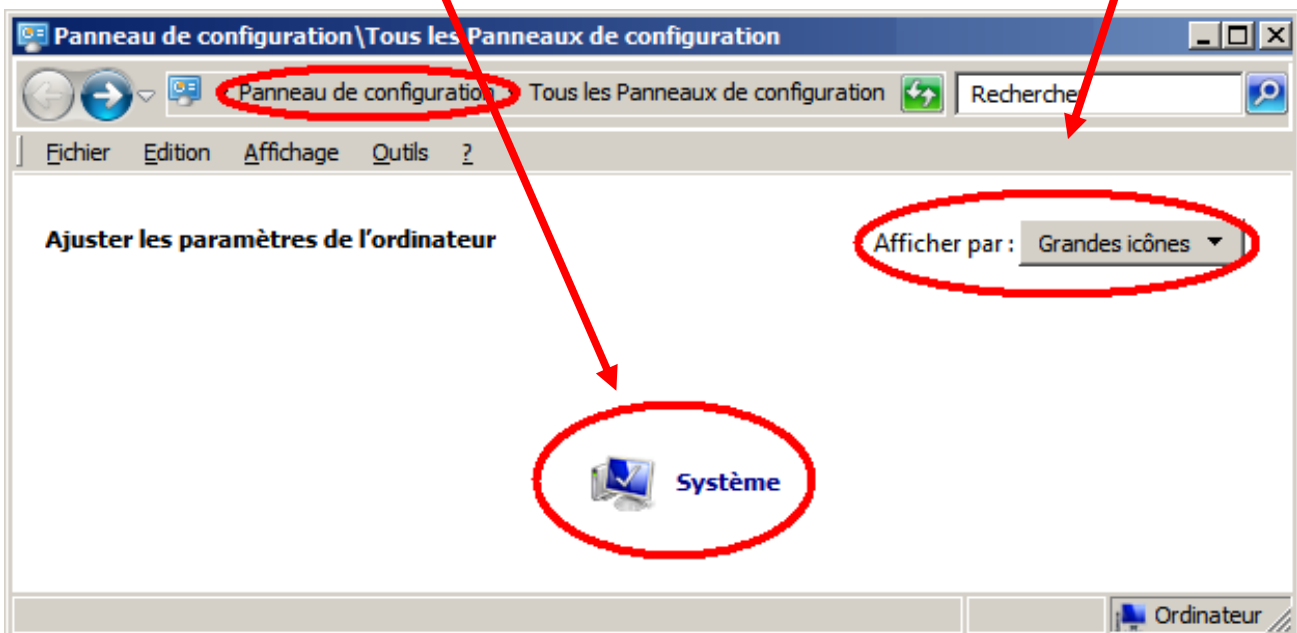 Panneau de configuration\Tous les Panneaux de configuration
Panneau de configuration Tous les Panneaux de configuration Rechercher
Fichier Edition Affichage Outils ?
Ajuster les paramètres de l'ordinateur
Afficher par : Grandes icônes
Système
Ordinateur